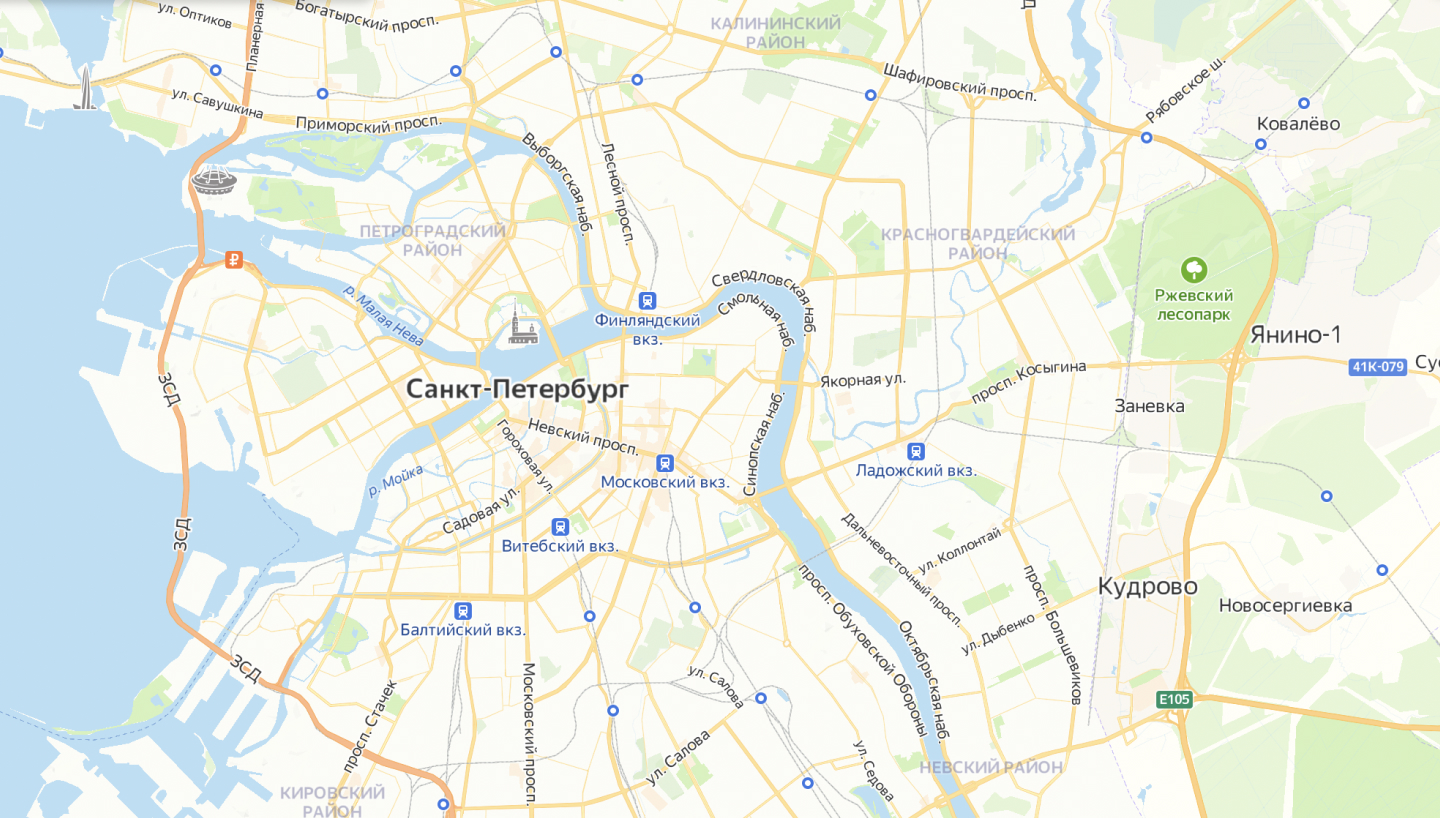 ул. Оптиков
Богатырский просп.
Планерная
КАЛИНИНСКИЙ
РАЙОН
Шафировский просп.
Рябовское ш.
Ковалёво
ул. Савушкина
Приморский просп.
Выборгская наб.
Лесной просп.
ПЕТРОГРАДСКИЙ
РАЙОН
КРАСНОГВАРДЕЙСКИЙ
РАЙОН
р. Малая Нева
Финляндский
вкз.
Свердловская наб.
Смольная наб.
Ржевский
лесопарк
Янино-1
41К-079
Сус
ЗСД
Санкт-Петербург
Якорная ул.
просп. Косыгина
Заневка
Невский просп.
Гороховая ул.
Синопская наб.
Московский вкз.
Ладожский вкз.
р. Мойка
Садовая ул.
Витебский вкз.
ЗСД
Дальневосточный просп.
ул. Коллонтай
просп. Большевиков
Кудрово
Новосергиевка
Балтийский вкз.
просп. Обуховской Обороны
Октябрьская наб.
ул. Дыбенко
ЗСД
Московский просп.
просп. Стачек
ул. Салова
ул. Салова
E105
ул. Седова
НЕВСКИЙ РАЙОН
КИРОВСКИЙ
РАЙОН